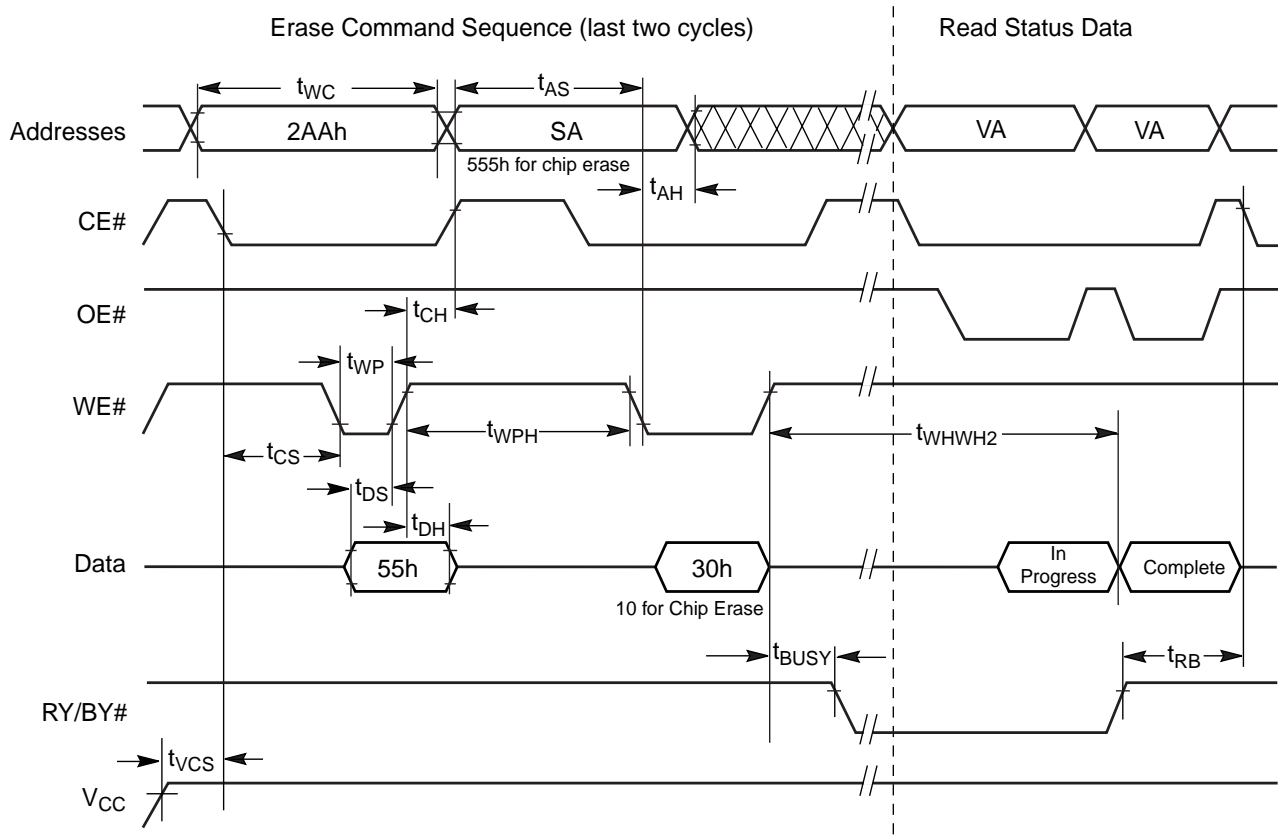 Erase Command Sequence (last two cycles)
Read Status Data
tWC
tAS
Addresses
2AAh
SA
VA
VA
555h for chip erase
tAH
CE#
OE#
tCH
tWP
WE#
tWPH
tWHWH2
tCS
tDS
tDH
Data
55h
30h
In
Progress
Complete
10 for Chip Erase
tBUSY
tRB
RY/BY#
tVCS
VCC